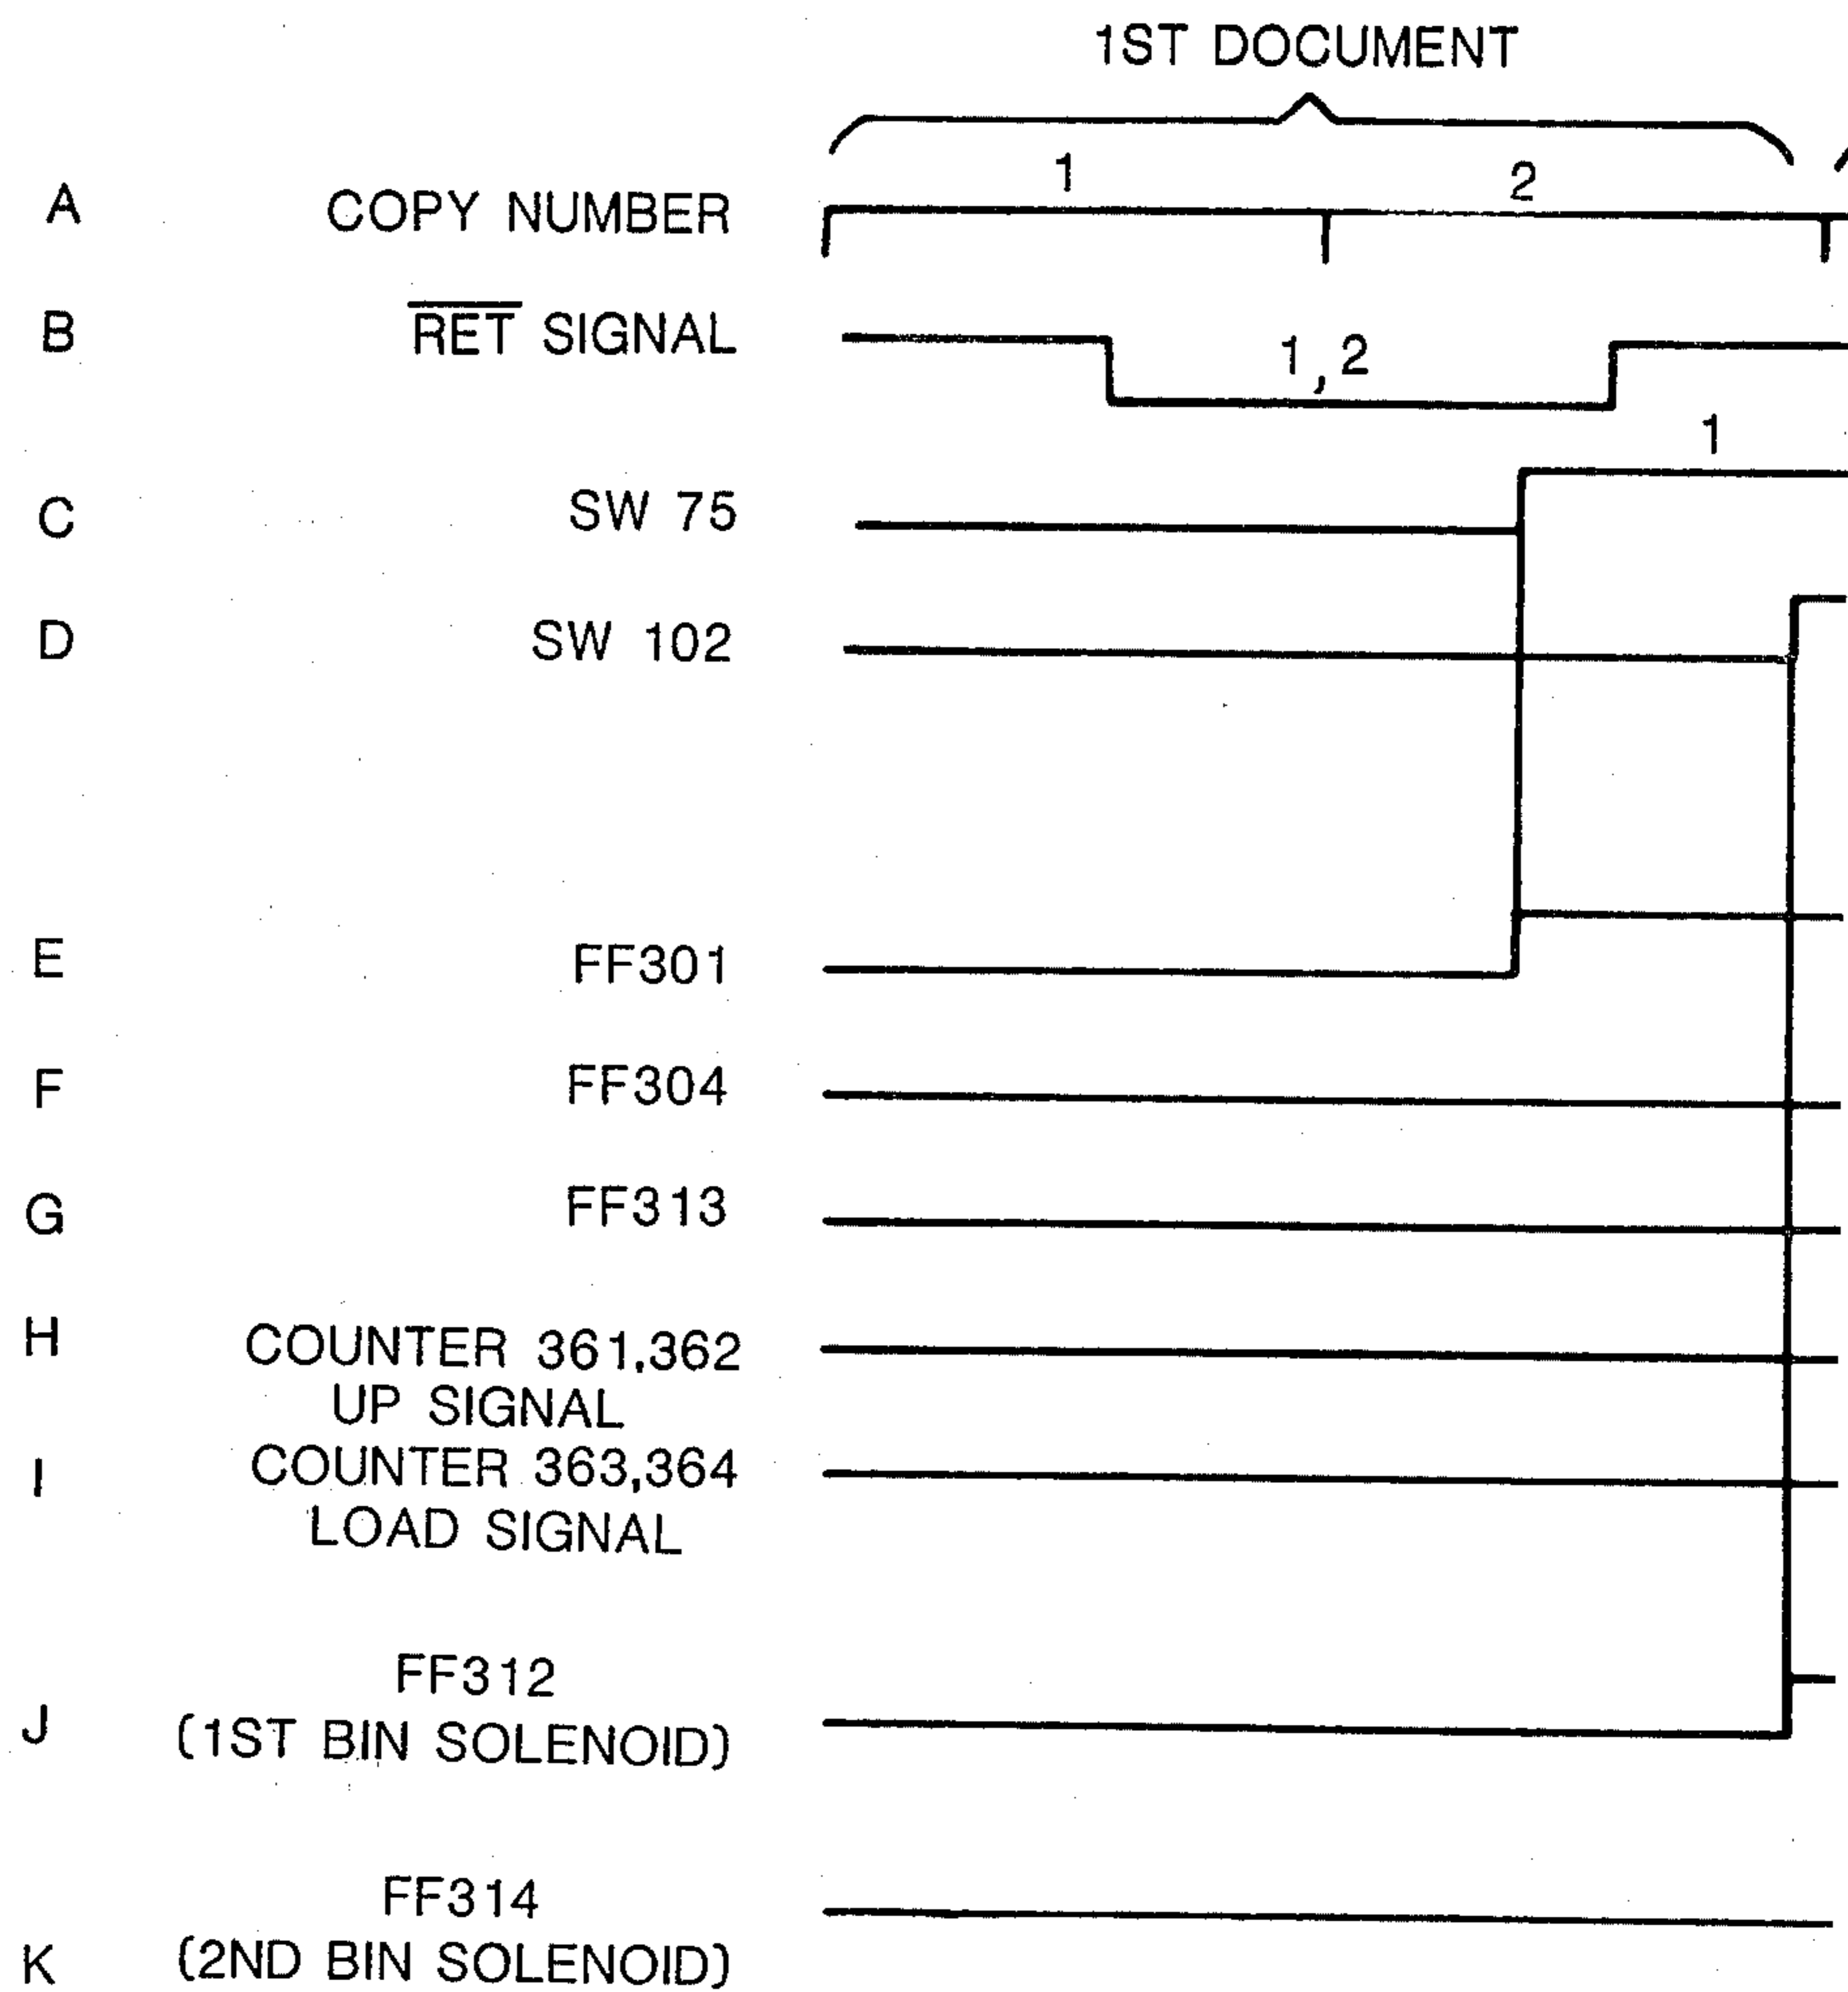 1ST DOCUMENT
1
2
A COPY NUMBER
B RET SIGNAL
1,2
1
C SW 75
D SW 102
E FF301
F FF304
G FF313
H COUNTER 361,362
UP SIGNAL
I COUNTER 363,364
LOAD SIGNAL
FF312
J (1ST BIN SOLENOID)
FF314
K (2ND BIN SOLENOID)